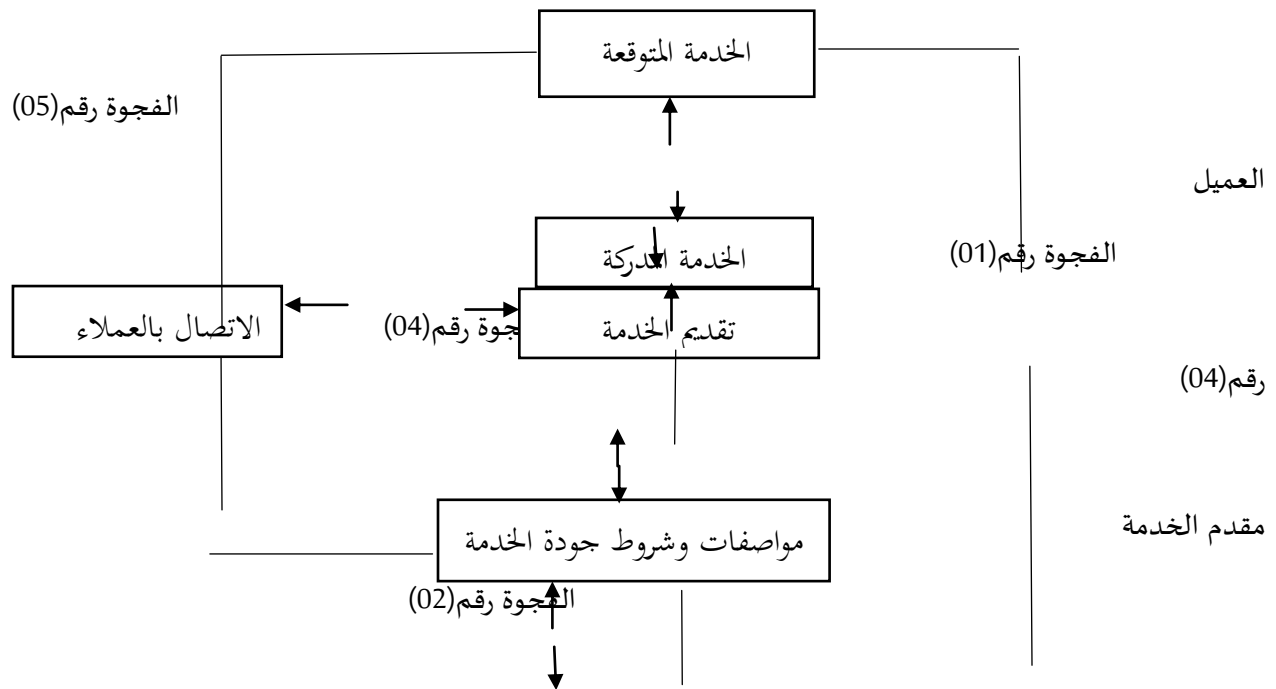 الخدمة المتوقعة
الفجوة رقم(05)
العميل
الخدمة المدركة
الفجوة رقم(01)
الاتصال بالعملاء
جوة رقم(04)
تقديم الخدمة
رقم(04)
مقدم الخدمة
مواصفات وشروط جودة الخدمة
الفجوة رقم(02)